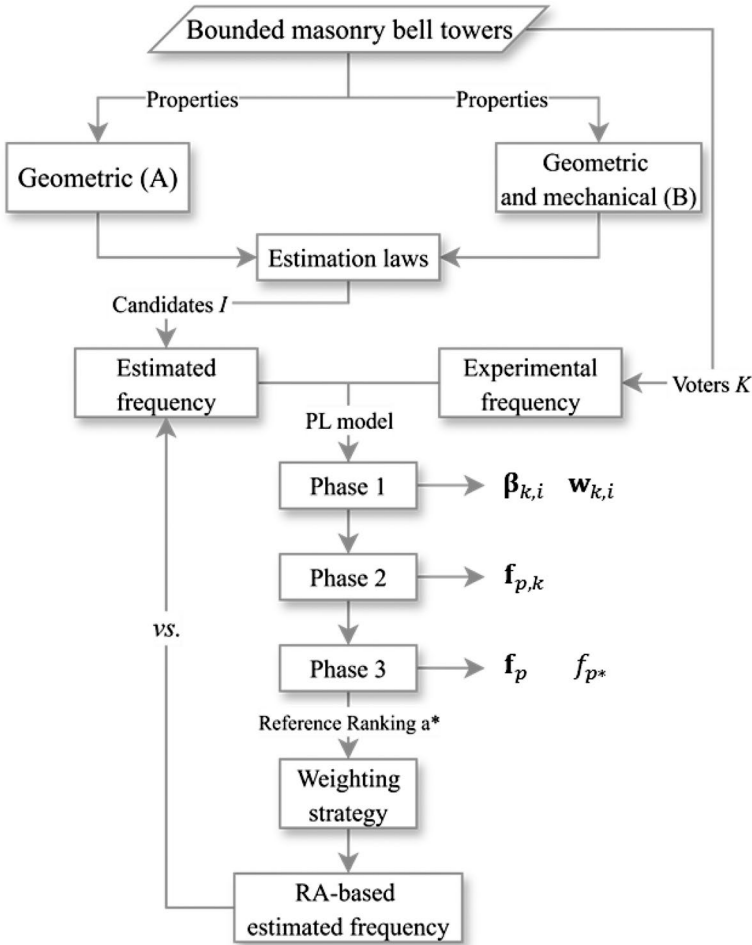 Bounded masonry bell towers
Properties
Properties
Geometric (A)
Geometric
and mechanical (B)
Estimation laws
Candidates I
Estimated
frequency
Experimental
frequency
Voters K
PL model
Phase 1
β_{k,i} w_{k,i}
Phase 2
f_{p,k}
vs.
Phase 3
f_p f_{p*}
Reference Ranking a*
Weighting
strategy
RA-based
estimated frequency